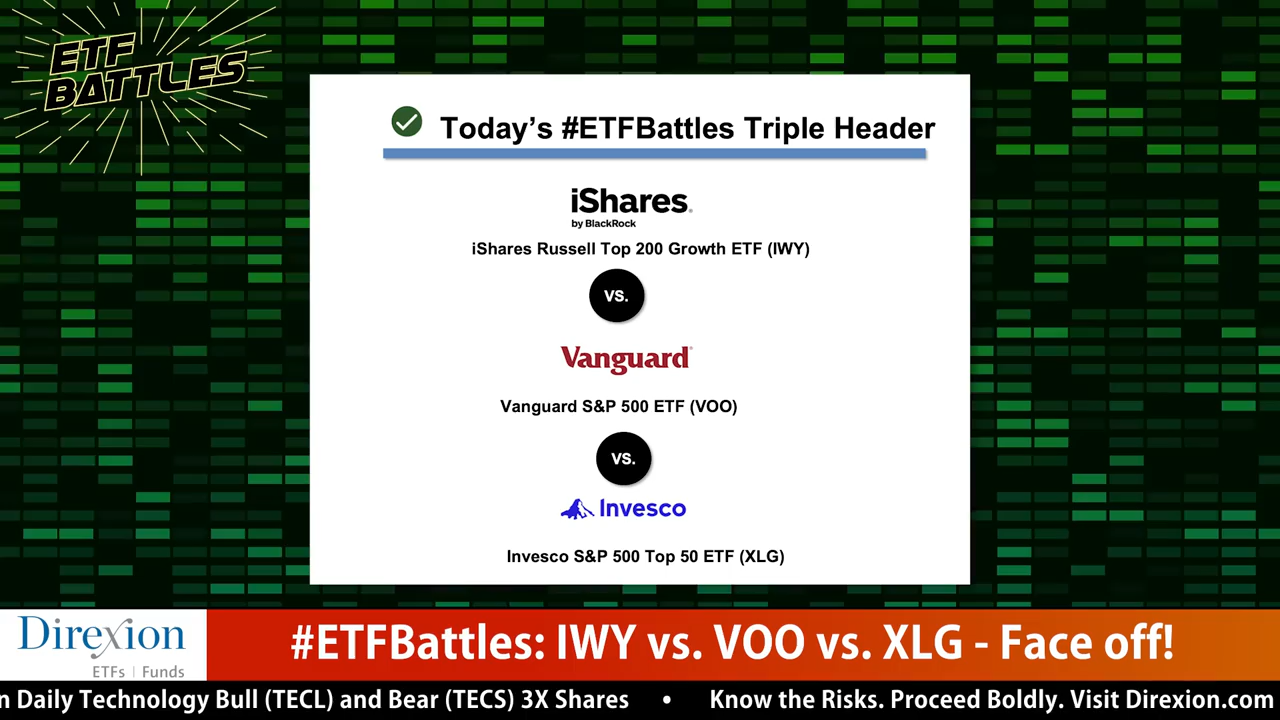 ETF
BATTLES
Today's #ETFBattles Triple Header
iShares.
by BlackRock
iShares Russell Top 200 Growth ETF (IWY)
VS.
Vanguard
Vanguard S&P 500 ETF (VOO)
VS.
Invesco
Invesco S&P 500 Top 50 ETF (XLG)
Direxion
ETFs | Funds
#ETFBattles: IWY vs. VOO vs. XLG - Face off!
n Daily Technology Bull (TECL) and Bear (TECS) 3X Shares • Know the Risks. Proceed Boldly. Visit Direxion.com